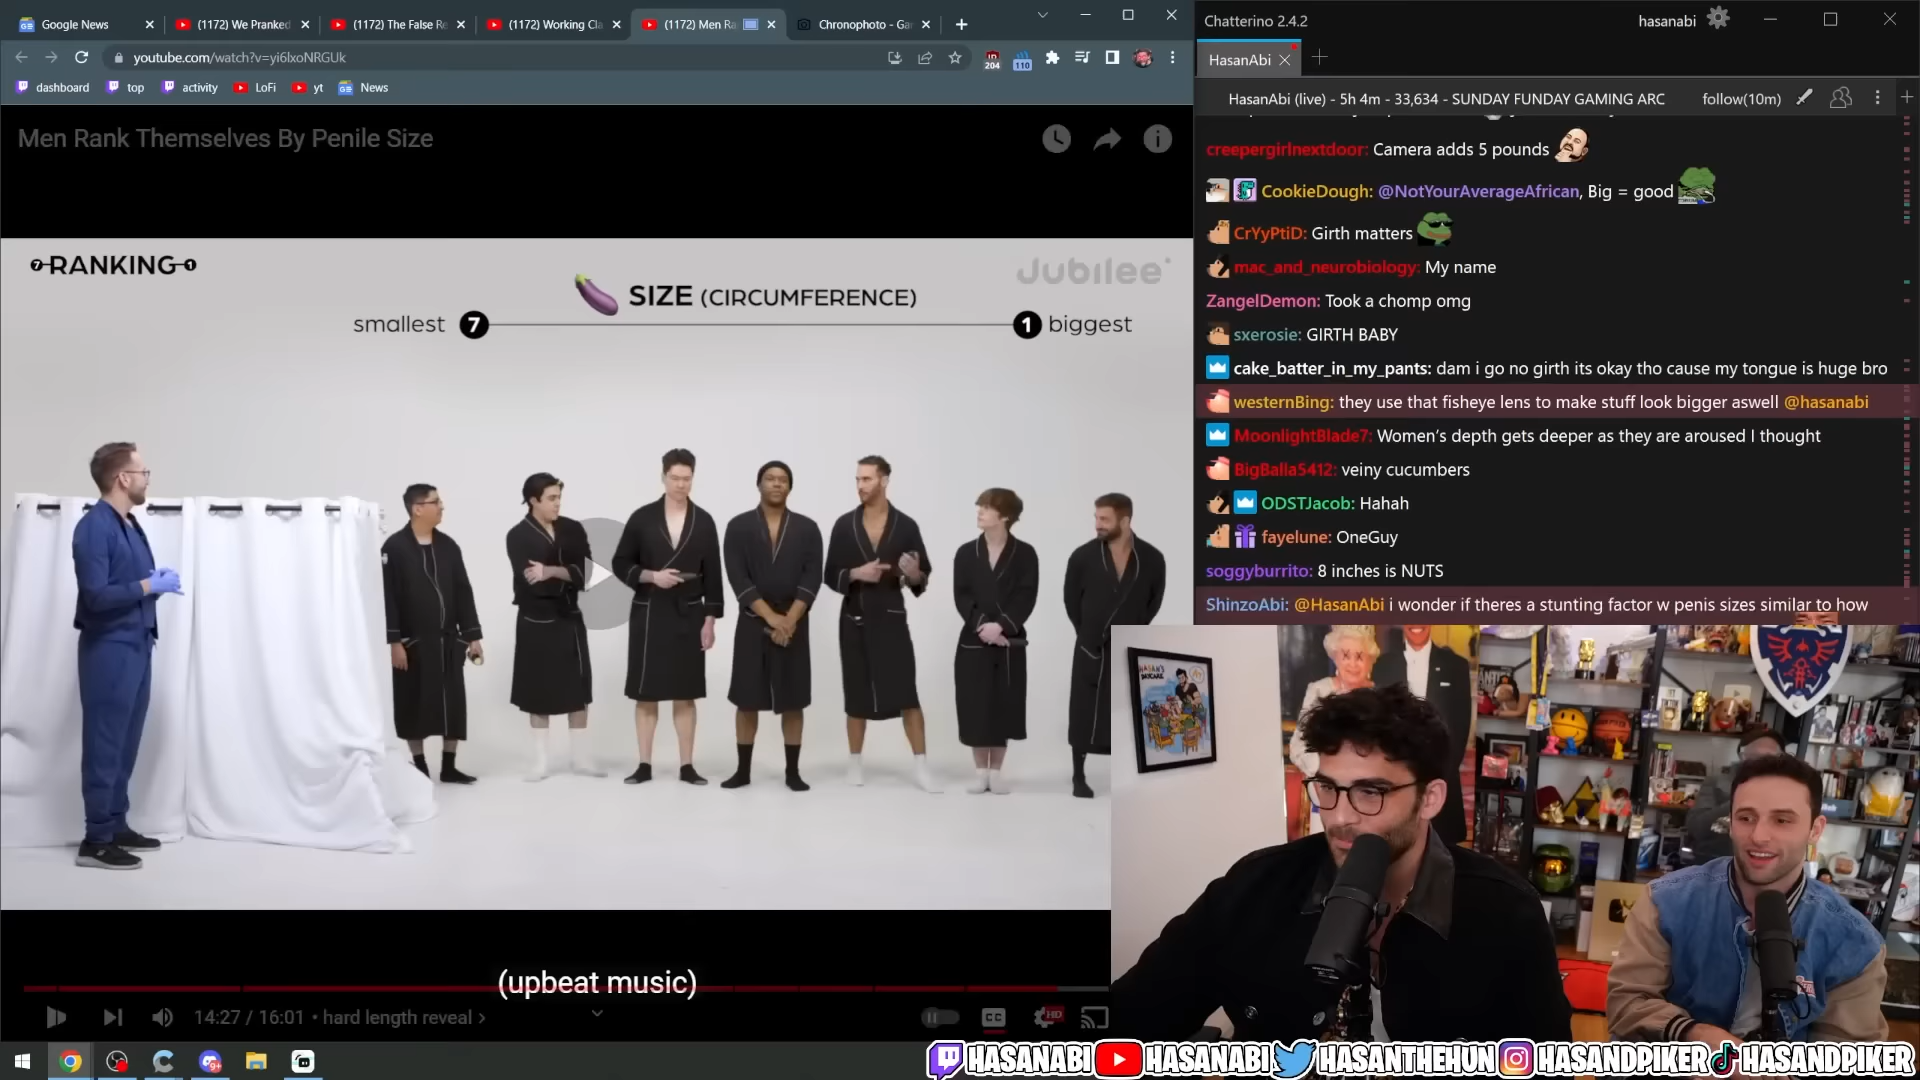 Google News
(1172) We Pranked
(1172) The False Re
(1172) Working Cla
(1172) Men Ra
Chronophoto - Ga
youtube.com/watch?v=yi6lxoNRGUk
204
110
dashboard
top
activity
LoFi
yt
News
Men Rank Themselves By Penile Size
7 RANKING 1
Jubilee
SIZE (CIRCUMFERENCE)
smallest 7
1 biggest
(upbeat music)
14:27 / 16:01 • hard length reveal ›
CC
HD
Chatterino 2.4.2
hasanabi
HasanAbi
HasanAbi (live) - 5h 4m - 33,634 - SUNDAY FUNDAY GAMING ARC
follow(10m)
creepergirlnextdoor: Camera adds 5 pounds
CookieDough: @NotYourAverageAfrican, Big = good
CrYyPtiD: Girth matters
mac_and_neurobiology: My name
ZangelDemon: Took a chomp omg
sxerosie: GIRTH BABY
cake_batter_in_my_pants: dam i go no girth its okay tho cause my tongue is huge bro
westernBing: they use that fisheye lens to make stuff look bigger aswell @hasanabi
MoonlightBlade7: Women's depth gets deeper as they are aroused I thought
BigBalla5412: veiny cucumbers
ODSTJacob: Hahah
fayelune: OneGuy
soggyburrito: 8 inches is NUTS
ShinzoAbi: @HasanAbi i wonder if theres a stunting factor w penis sizes similar to how
HASANABI
HASANABI
HASANTHEHUN
HASANDPIKER
HASANDPIKER